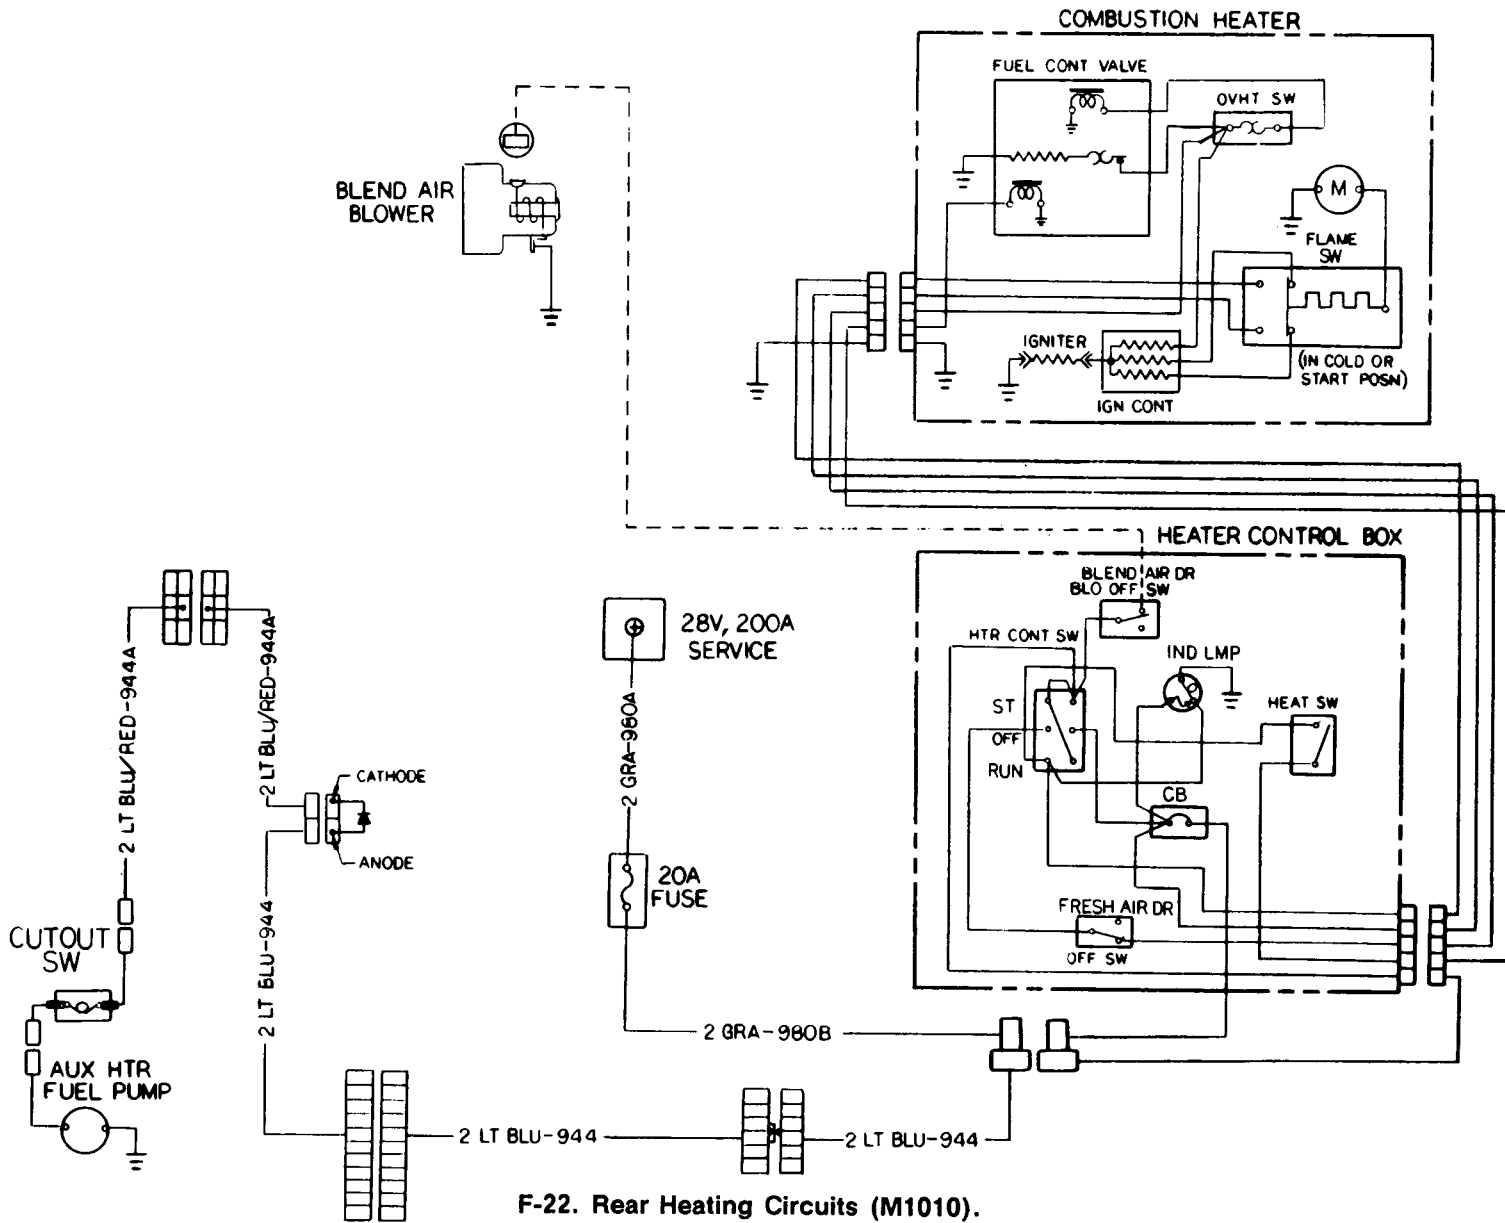 COMBUSTION HEATER
FUEL CONT VALVE
OVHT SW
M
BLEND AIR
BLOWER
FLAME
SW
IGNITER
(IN COLD OR
START POSN)
IGN CONT
HEATER CONTROL BOX
BLEND AIR DR
BLO OFF SW
HTR CONT SW
IND LMP
ST
OFF
RUN
HEAT SW
CB
FRESH AIR DR
OFF SW
28V, 200A
SERVICE
2 GRA-980A
20A
FUSE
2 GRA-980B
2 LT BLU/RED-944A
2 LT BLU/RED-944A
CATHODE
ANODE
2 LT BLU-944
CUTOUT
SW
AUX HTR
FUEL PUMP
2 LT BLU-944
2 LT BLU-944
F-22. Rear Heating Circuits (M1010).